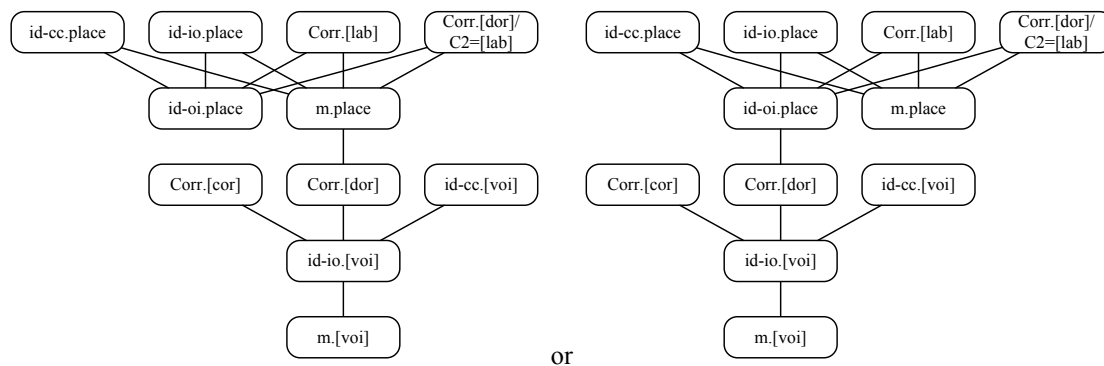 id-cc.place id-io.place Corr.[lab] Corr.[dor]/
C2=[lab] id-cc.place id-io.place Corr.[lab] Corr.[dor]/
C2=[lab]
id-oi.place m.place id-oi.place m.place
Corr.[cor] Corr.[dor] id-cc.[voi] Corr.[cor] Corr.[dor] id-cc.[voi]
id-io.[voi] id-io.[voi]
m.[voi] m.[voi]
or